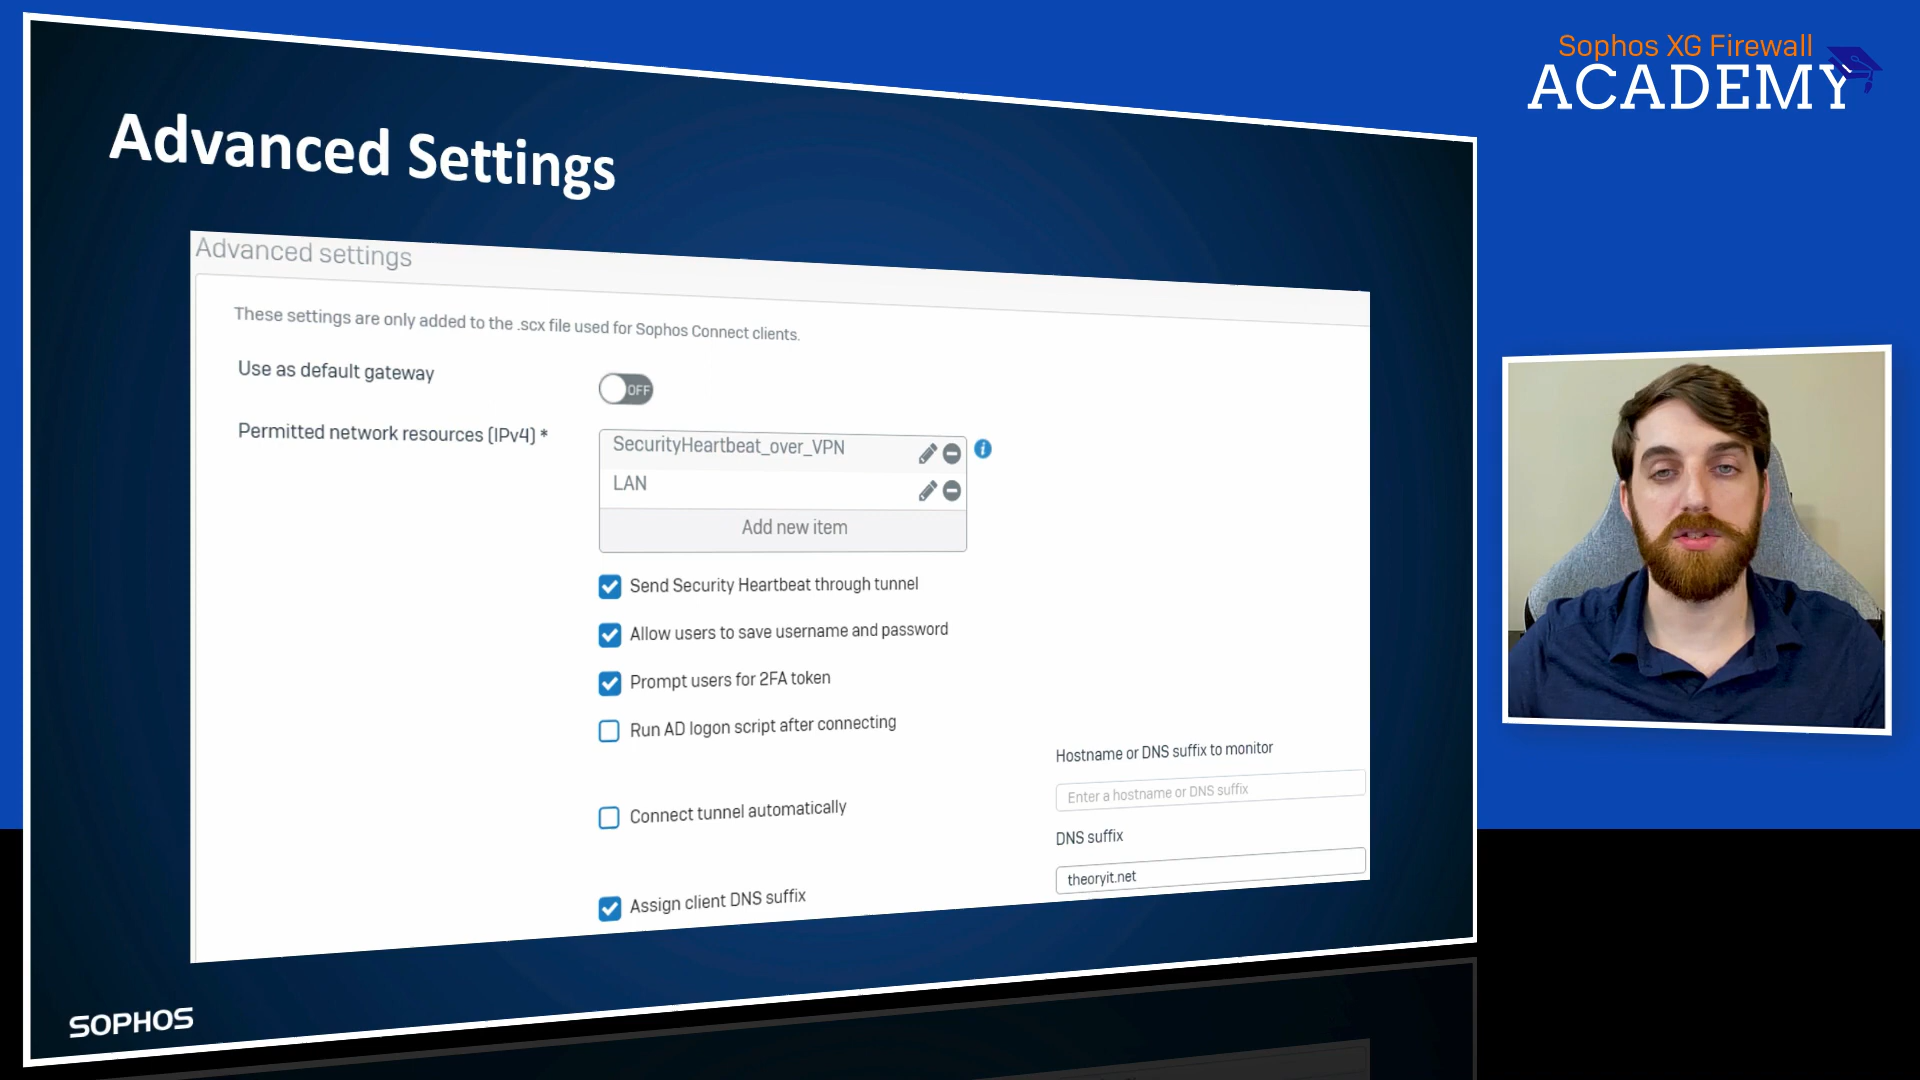 Sophos XG Firewall
ACADEMY
Advanced Settings
Advanced settings
These settings are only added to the .scx file used for Sophos Connect clients.
Use as default gateway
OFF
Permitted network resources (IPv4) *
SecurityHeartbeat_over_VPN
LAN
Add new item
Send Security Heartbeat through tunnel
Allow users to save username and password
Prompt users for 2FA token
Run AD logon script after connecting
Hostname or DNS suffix to monitor
Enter a hostname or DNS suffix
Connect tunnel automatically
DNS suffix
theoryit.net
Assign client DNS suffix
SOPHOS